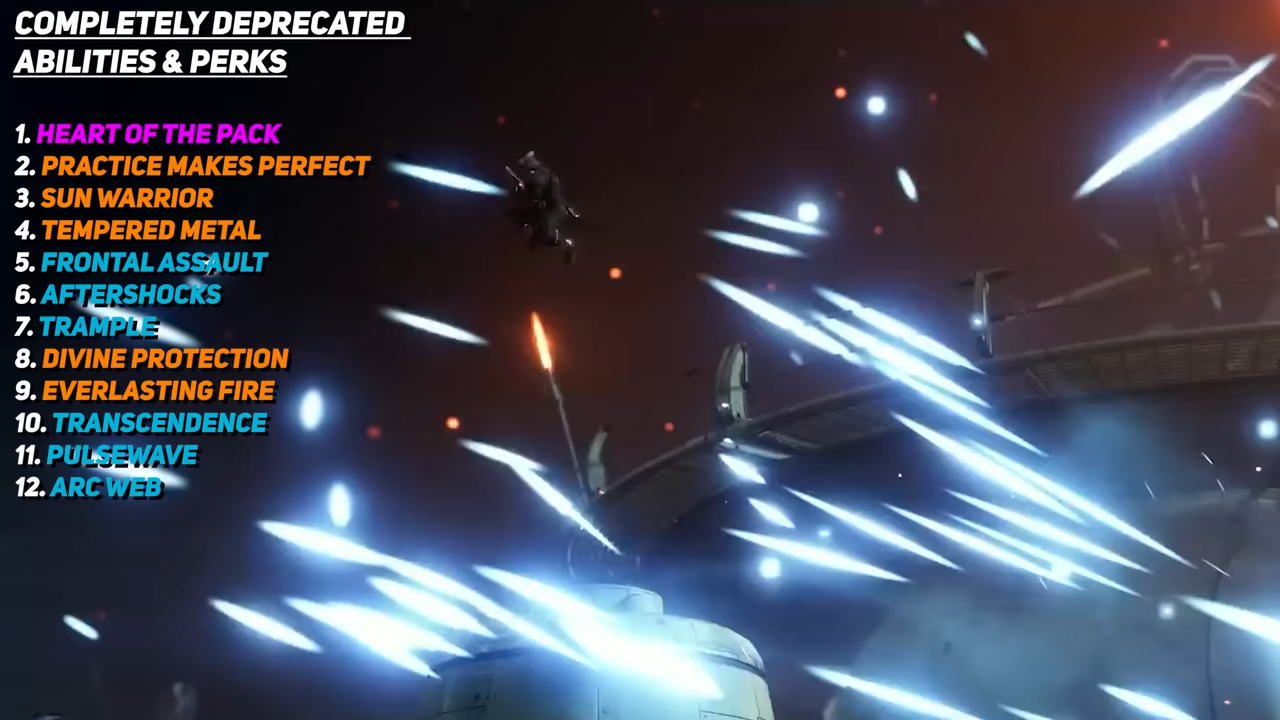 COMPLETELY DEPRECATED
ABILITIES & PERKS
1. HEART OF THE PACK
2. PRACTICE MAKES PERFECT
3. SUN WARRIOR
4. TEMPERED METAL
5. FRONTAL ASSAULT
6. AFTERSHOCKS
7. TRAMPLE
8. DIVINE PROTECTION
9. EVERLASTING FIRE
10. TRANSCENDENCE
11. PULSEWAVE
12. ARC WEB